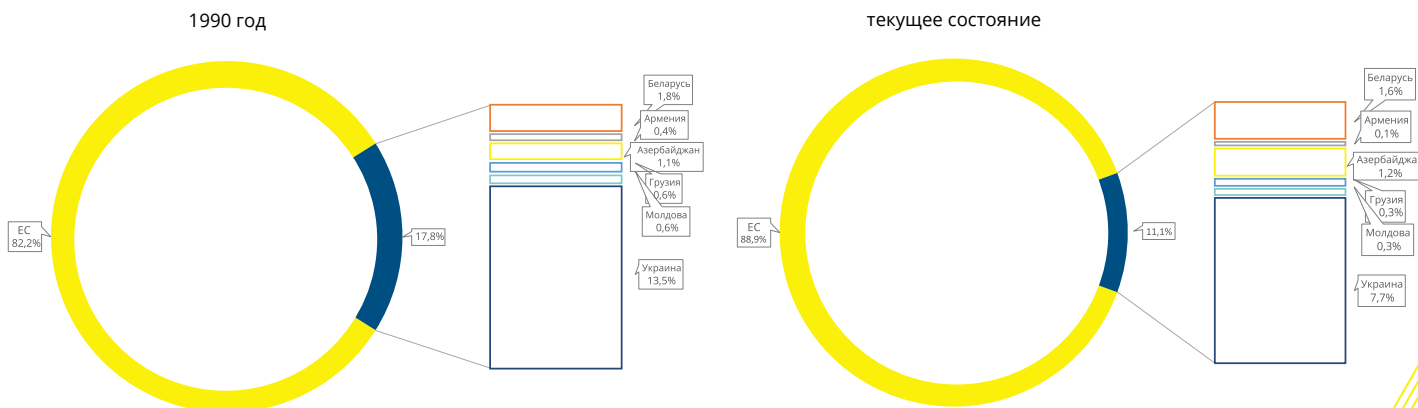 1990 год
Беларусь
1,8%
Армения
0,4%
Азербайджан
1,1%
Грузия
0,6%
Молдова
0,6%
ЕС
82,2%
17,8%
Украина
13,5%
текущее состояние
Беларусь
1,6%
Армения
0,1%
Азербайджа
1,2%
Грузия
0,3%
Молдова
0,3%
ЕС
88,9%
11,1%
Украина
7,7%